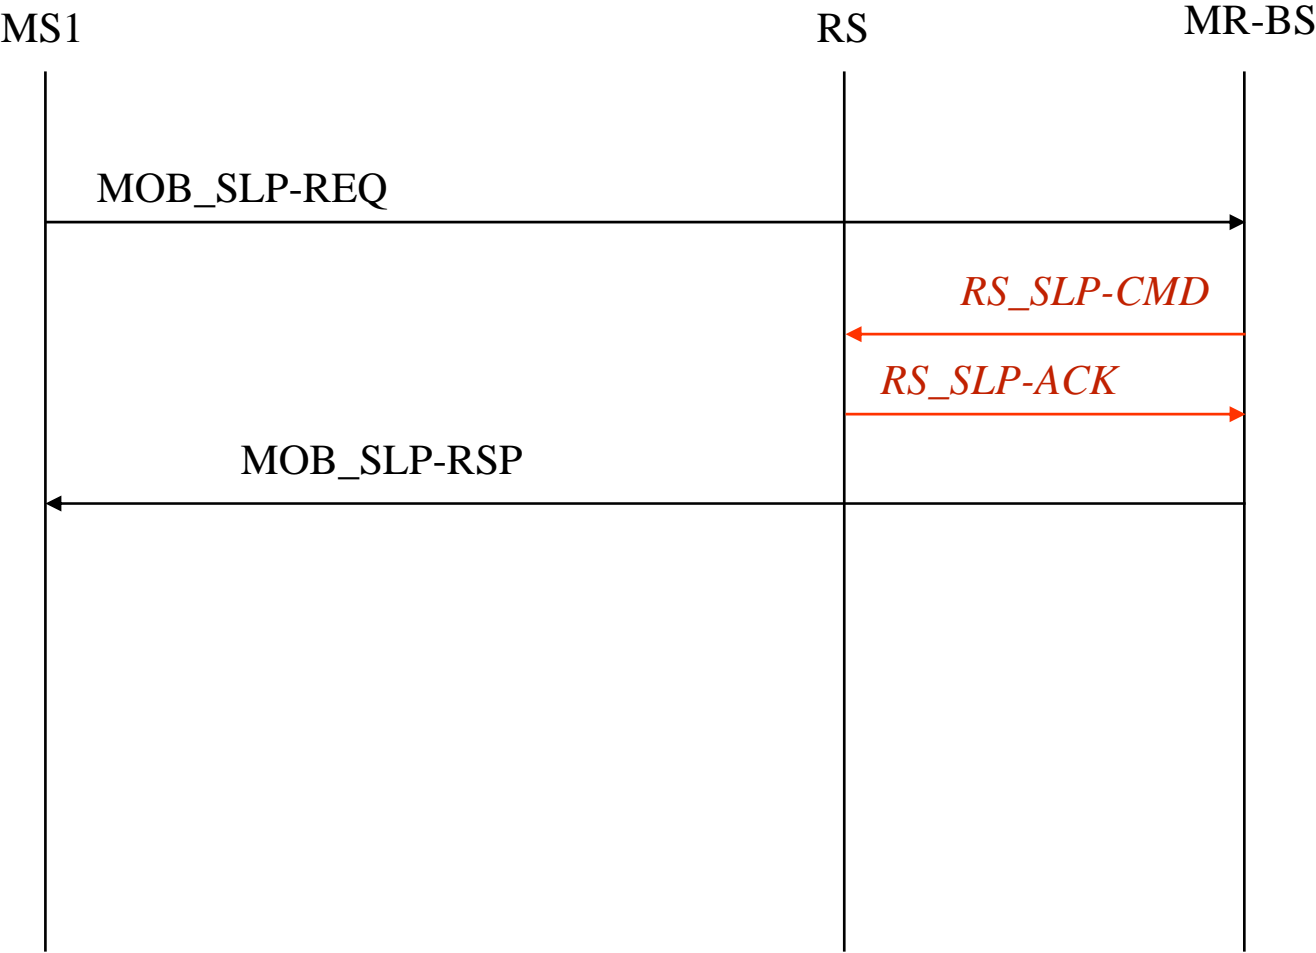 MS1
RS
MR-BS
MOB_SLP-REQ
RS_SLP-CMD
RS_SLP-ACK
MOB_SLP-RSP